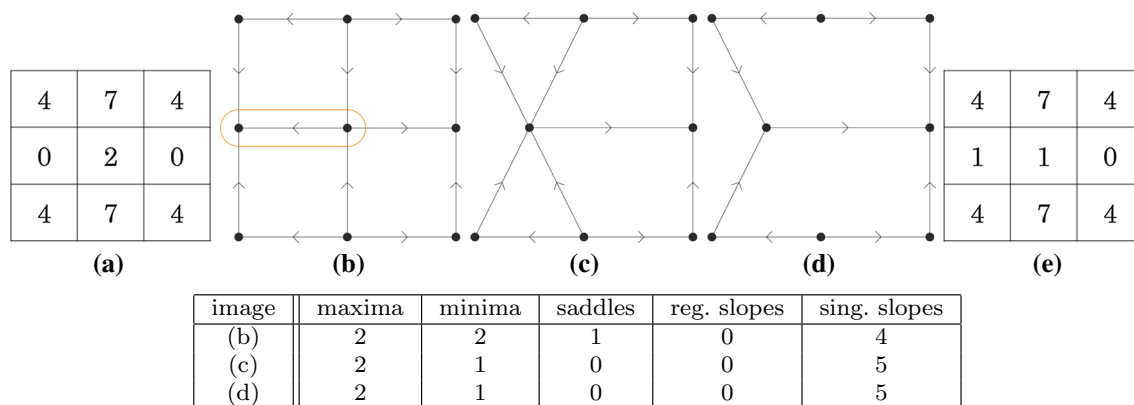 4 7 4
0 2 0
4 7 4
4 7 4
1 1 0
4 7 4
(a) (b) (c) (d) (e)
image maxima minima saddles reg. slopes sing. slopes
(b) 2 2 1 0 4
(c) 2 1 0 0 5
(d) 2 1 0 0 5